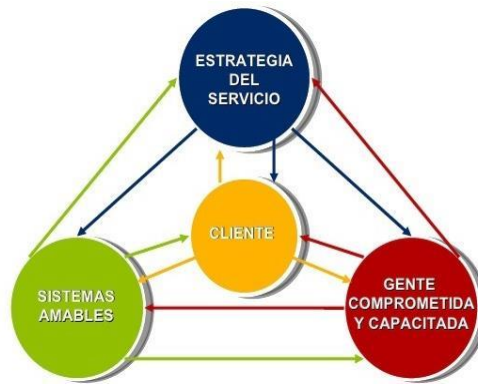 ESTRATEGIA
DEL
SERVICIO
CLIENTE
SISTEMAS
AMABLES
GENTE
COMPROMETIDA
Y CAPACITADA